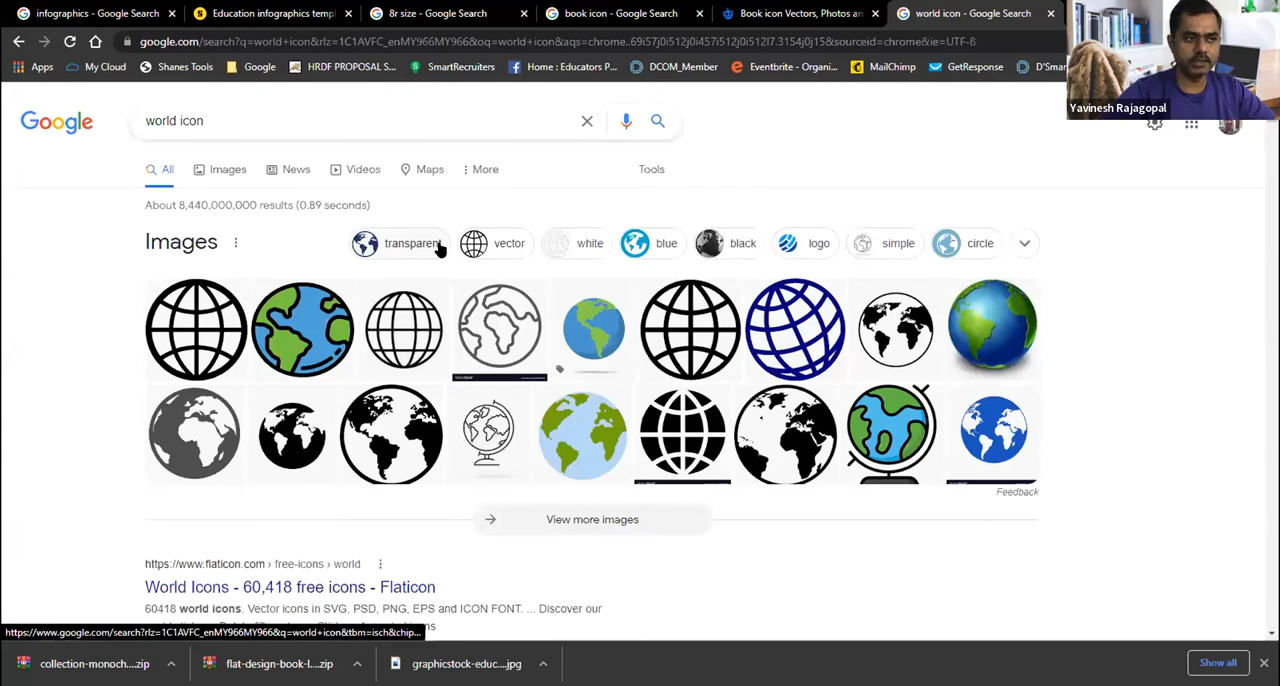 infographics - Google Search
Education infographics templ
8r size - Google Search
book icon - Google Search
Book icon Vectors, Photos an
world icon - Google Search
google.com/search?q=world+icon&rlz=1C1AVFC_enMY966MY966&oq=world+icon&aqs=chrome..69i57j0i512j0i457i512j0i512l7.3154j0j15&sourceid=chrome&ie=UTF-8
Apps
My Cloud
Shanes Tools
Google
HRDF PROPOSAL S...
SmartRecruiters
Home : Educators P...
DCOM_Member
Eventbrite - Organi...
MailChimp
GetResponse
D'Smar
Yavinesh Rajagopal
Google
world icon
All
Images
News
Videos
Maps
More
Tools
About 8,440,000,000 results (0.89 seconds)
Images
transparent
vector
white
blue
black
logo
simple
circle
Feedback
View more images
https://www.flaticon.com › free-icons › world
World Icons - 60,418 free icons - Flaticon
60418 world icons. Vector icons in SVG, PSD, PNG, EPS and ICON FONT. ... Discover our
https://www.google.com/search?rlz=1C1AVFC_enMY966MY966&q=world+icon&tbm=isch&chip...
collection-monoch....zip
flat-design-book-l....zip
graphicstock-educ....jpg
Show all